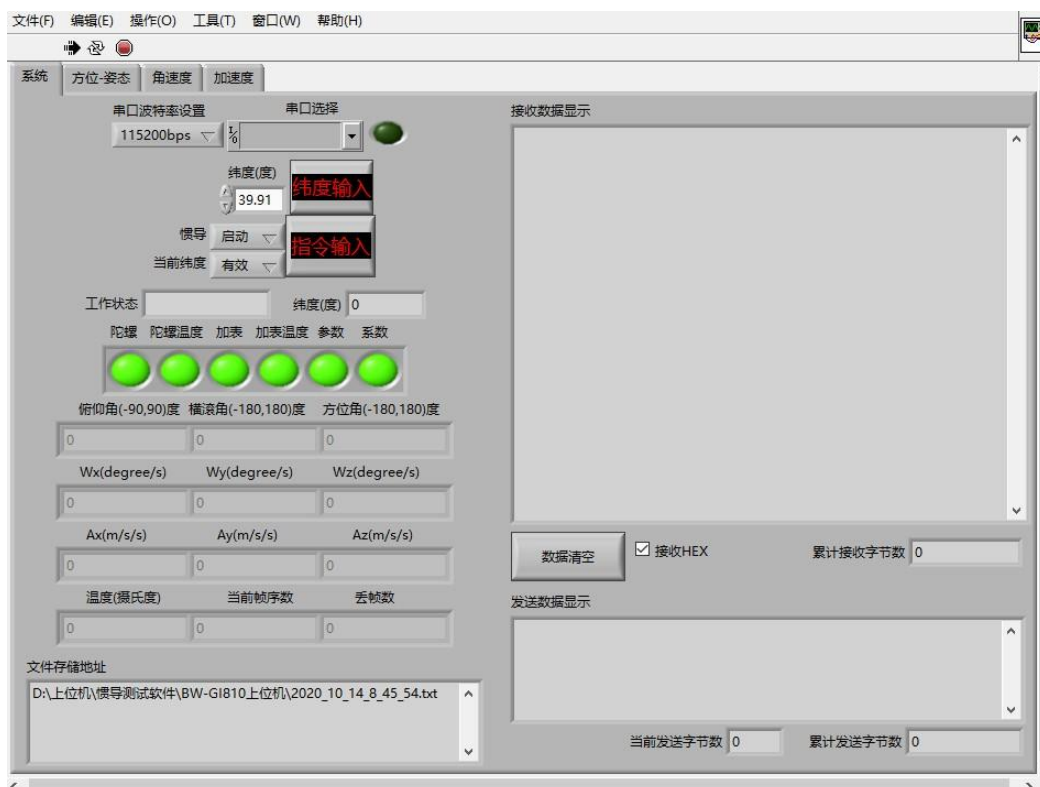 文件(F) 编辑(E) 操作(O) 工具(T) 窗口(W) 帮助(H)
系统 方位-姿态 角速度 加速度
串口波特率设置 串口选择
115200bps
纬度(度)
39.91
纬度输入
惯导 启动
指令输入
当前纬度 有效
工作状态 纬度(度) 0
陀螺 陀螺温度 加表 加表温度 参数 系数
俯仰角(-90,90)度 横滚角(-180,180)度 方位角(-180,180)度
0 0 0
Wx(degree/s) Wy(degree/s) Wz(degree/s)
0 0 0
Ax(m/s/s) Ay(m/s/s) Az(m/s/s)
0 0 0
温度(摄氏度) 当前帧序数 丢帧数
0 0 0
文件存储地址
D:\上位机\惯导测试软件\BW-GI810上位机\2020_10_14_8_45_54.txt
接收数据显示
数据清空 接收HEX 累计接收字节数 0
发送数据显示
当前发送字节数 0 累计发送字节数 0